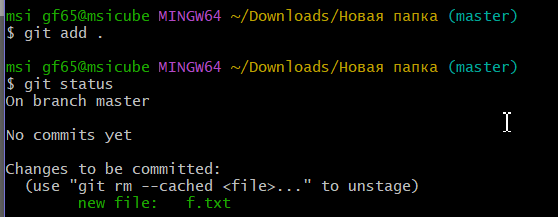 msi gf65@msicube MINGW64 ~/Downloads/Новая папка (master)
$ git add .
msi gf65@msicube MINGW64 ~/Downloads/Новая папка (master)
$ git status
On branch master
No commits yet
Changes to be committed:
(use "git rm --cached <file>..." to unstage)
new file:   f.txt